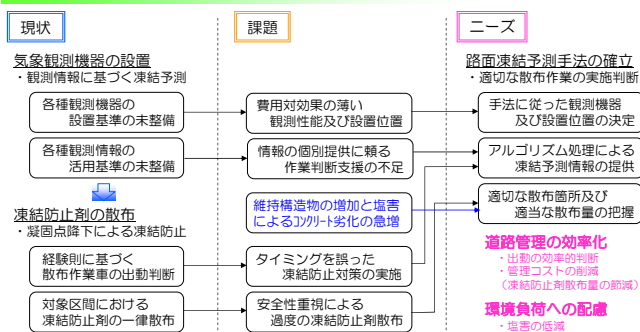 現状
課題
ニーズ
気象観測機器の設置
・観測情報に基づく凍結予測
各種観測機器の
設置基準の未整備
各種観測情報の
活用基準の未整備
凍結防止剤の散布
・凝固点降下による凍結防止
経験則に基づく
散布作業車の出動判断
対象区間における
凍結防止剤の一律散布
費用対効果の薄い
観測性能及び設置位置
情報の個別提供に頼る
作業判断支援の不足
維持構造物の増加と塩害
によるコンクリート劣化の急増
タイミングを誤った
凍結防止対策の実施
安全性重視による
過度の凍結防止剤散布
路面凍結予測手法の確立
・適切な散布作業の実施判断
手法に従った観測機器
及び設置位置の決定
アルゴリズム処理による
凍結予測情報の提供
適切な散布箇所及び
適当な散布量の把握
道路管理の効率化
・出動の効率的判断
・管理コストの削減
(凍結防止剤散布量の節減)
環境負荷への配慮
・塩害の低減